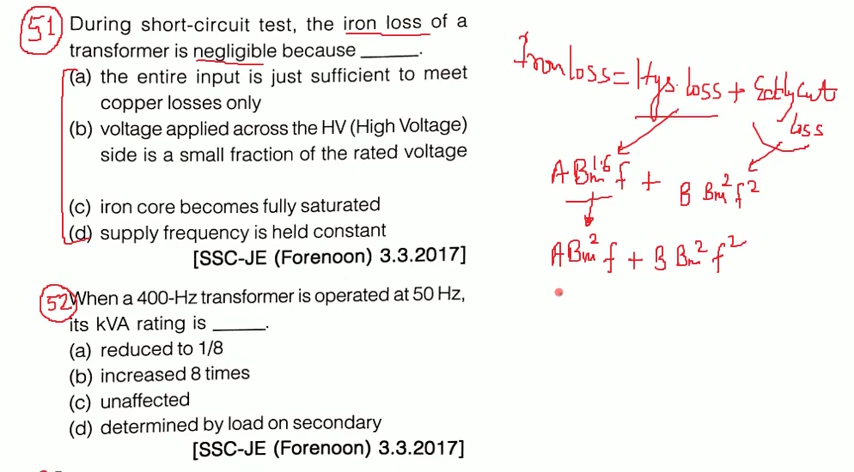 51 During short-circuit test, the iron loss of a
transformer is negligible because ______.
(a) the entire input is just sufficient to meet
copper losses only
(b) voltage applied across the HV (High Voltage)
side is a small fraction of the rated voltage
(c) iron core becomes fully saturated
(d) supply frequency is held constant
[SSC-JE (Forenoon) 3.3.2017]
52 When a 400-Hz transformer is operated at 50 Hz,
its kVA rating is ______.
(a) reduced to 1/8
(b) increased 8 times
(c) unaffected
(d) determined by load on secondary
[SSC-JE (Forenoon) 3.3.2017]
Iron loss = Hys. loss +
loss
A Bm^1.6 f + B Bm^2 f^2
A Bm^2 f + B Bm^2 f^2